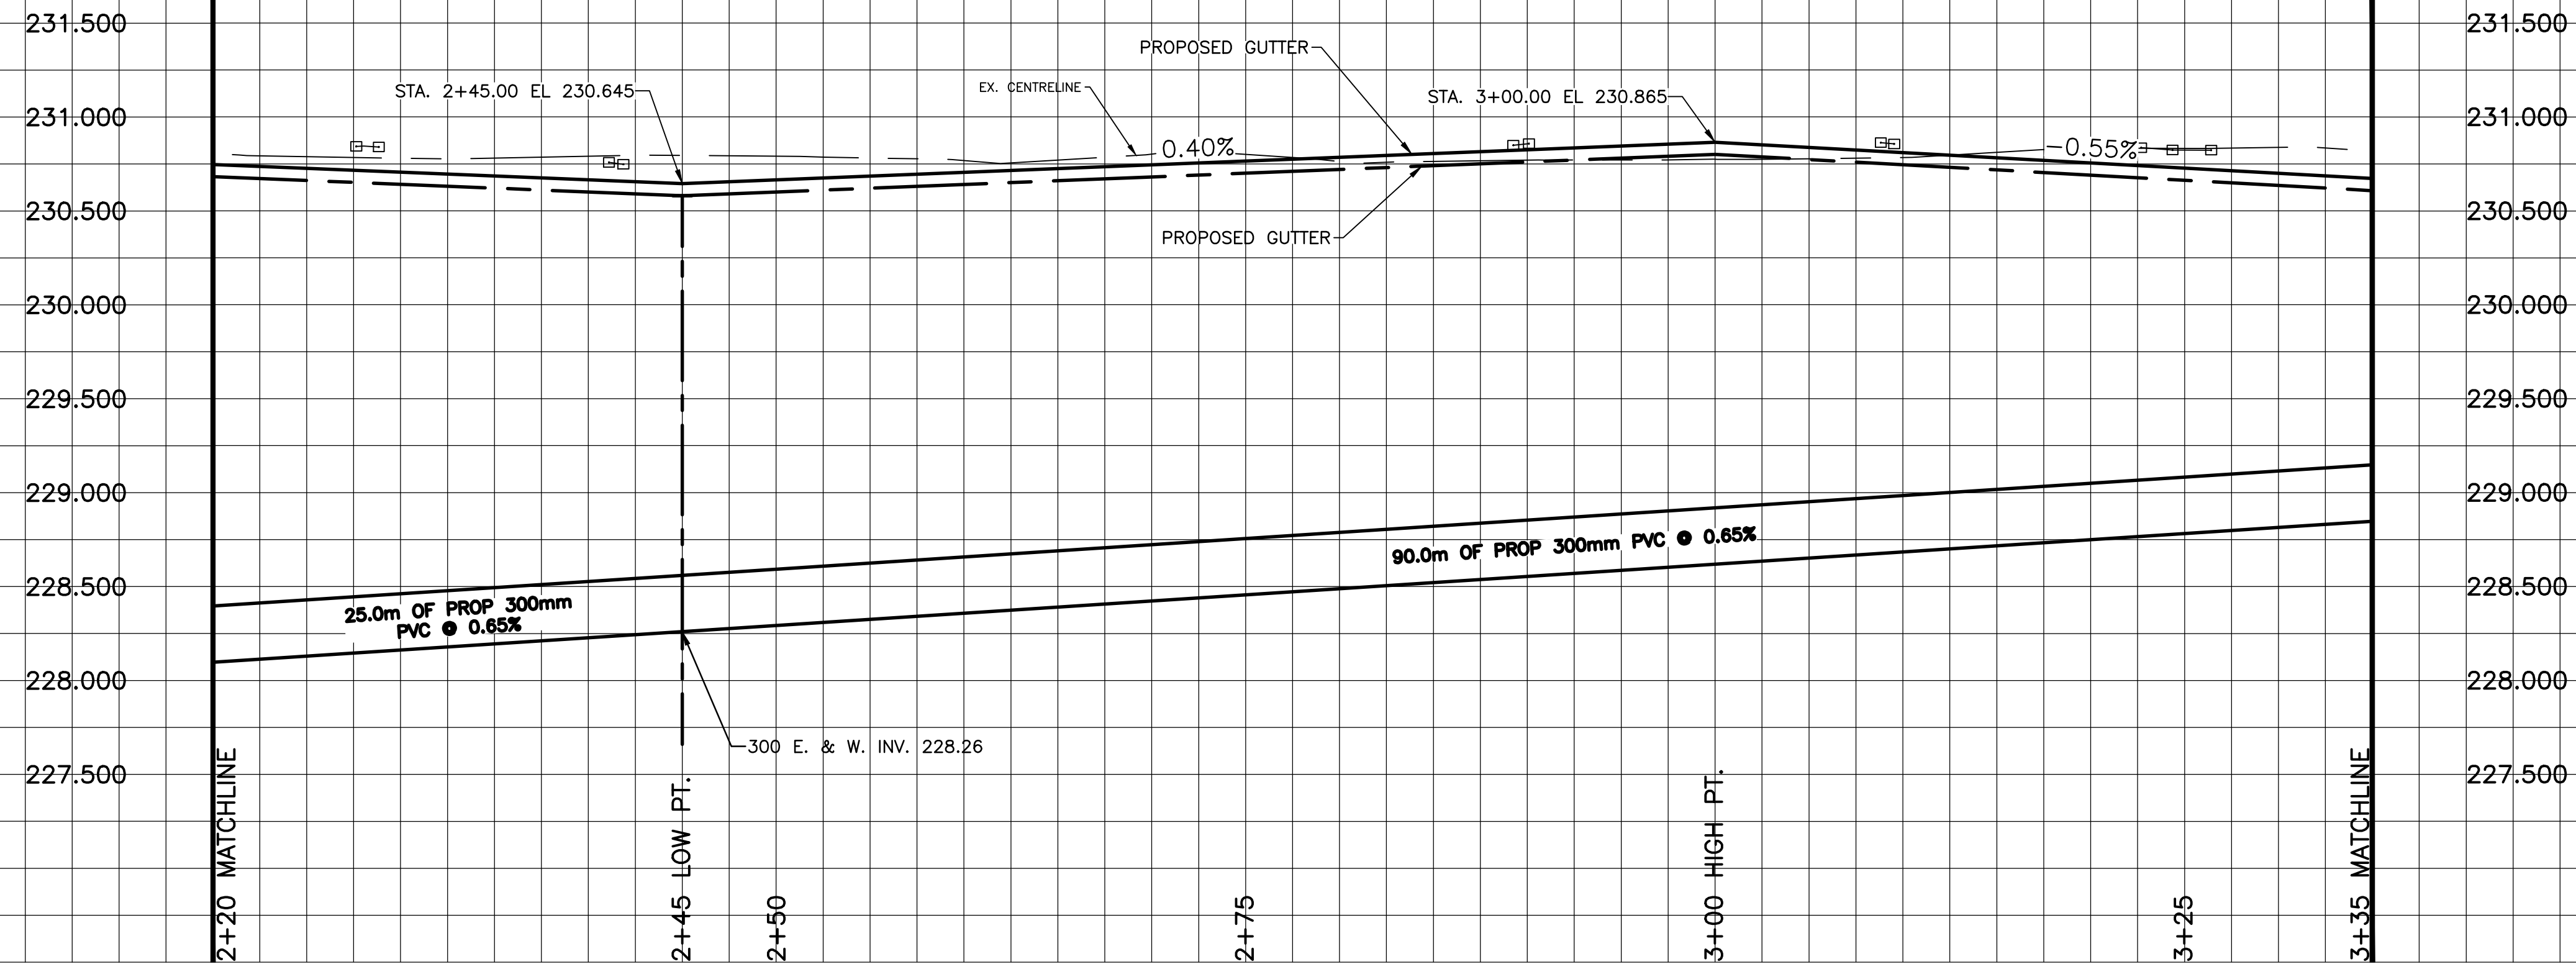 231.500
231.500
PROPOSED GUTTER
STA. 2+45.00 EL 230.645
EX. CENTRELINE
STA. 3+00.00 EL 230.865
231.000
231.000
0.40%
-0.55%
230.500
230.500
PROPOSED GUTTER
230.000
230.000
229.500
229.500
229.000
229.000
90.0m OF PROP 300mm PVC @ 0.65%
228.500
228.500
25.0m OF PROP 300mm
PVC @ 0.65%
228.000
228.000
300 E. & W. INV. 228.26
227.500
227.500
2+20 MATCHLINE
2+45 LOW PT.
2+50
2+75
3+00 HIGH PT.
3+25
3+35 MATCHLINE